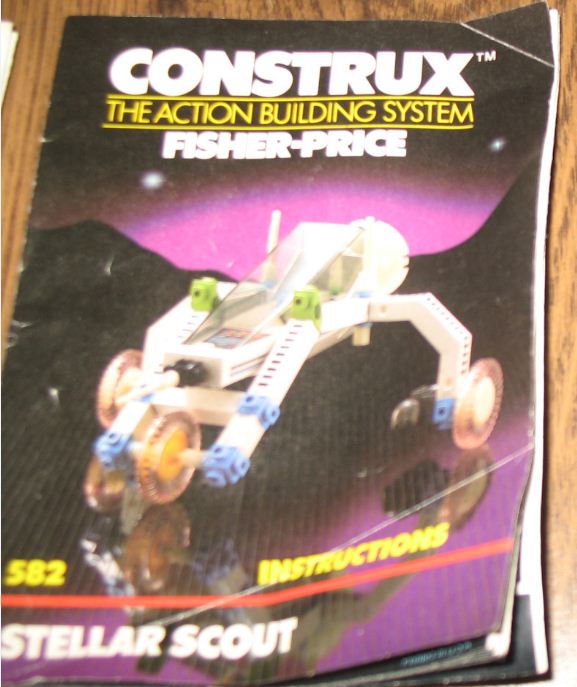 CONSTRUX™
THE ACTION BUILDING SYSTEM
FISHER-PRICE
582
INSTRUCTIONS
STELLAR SCOUT